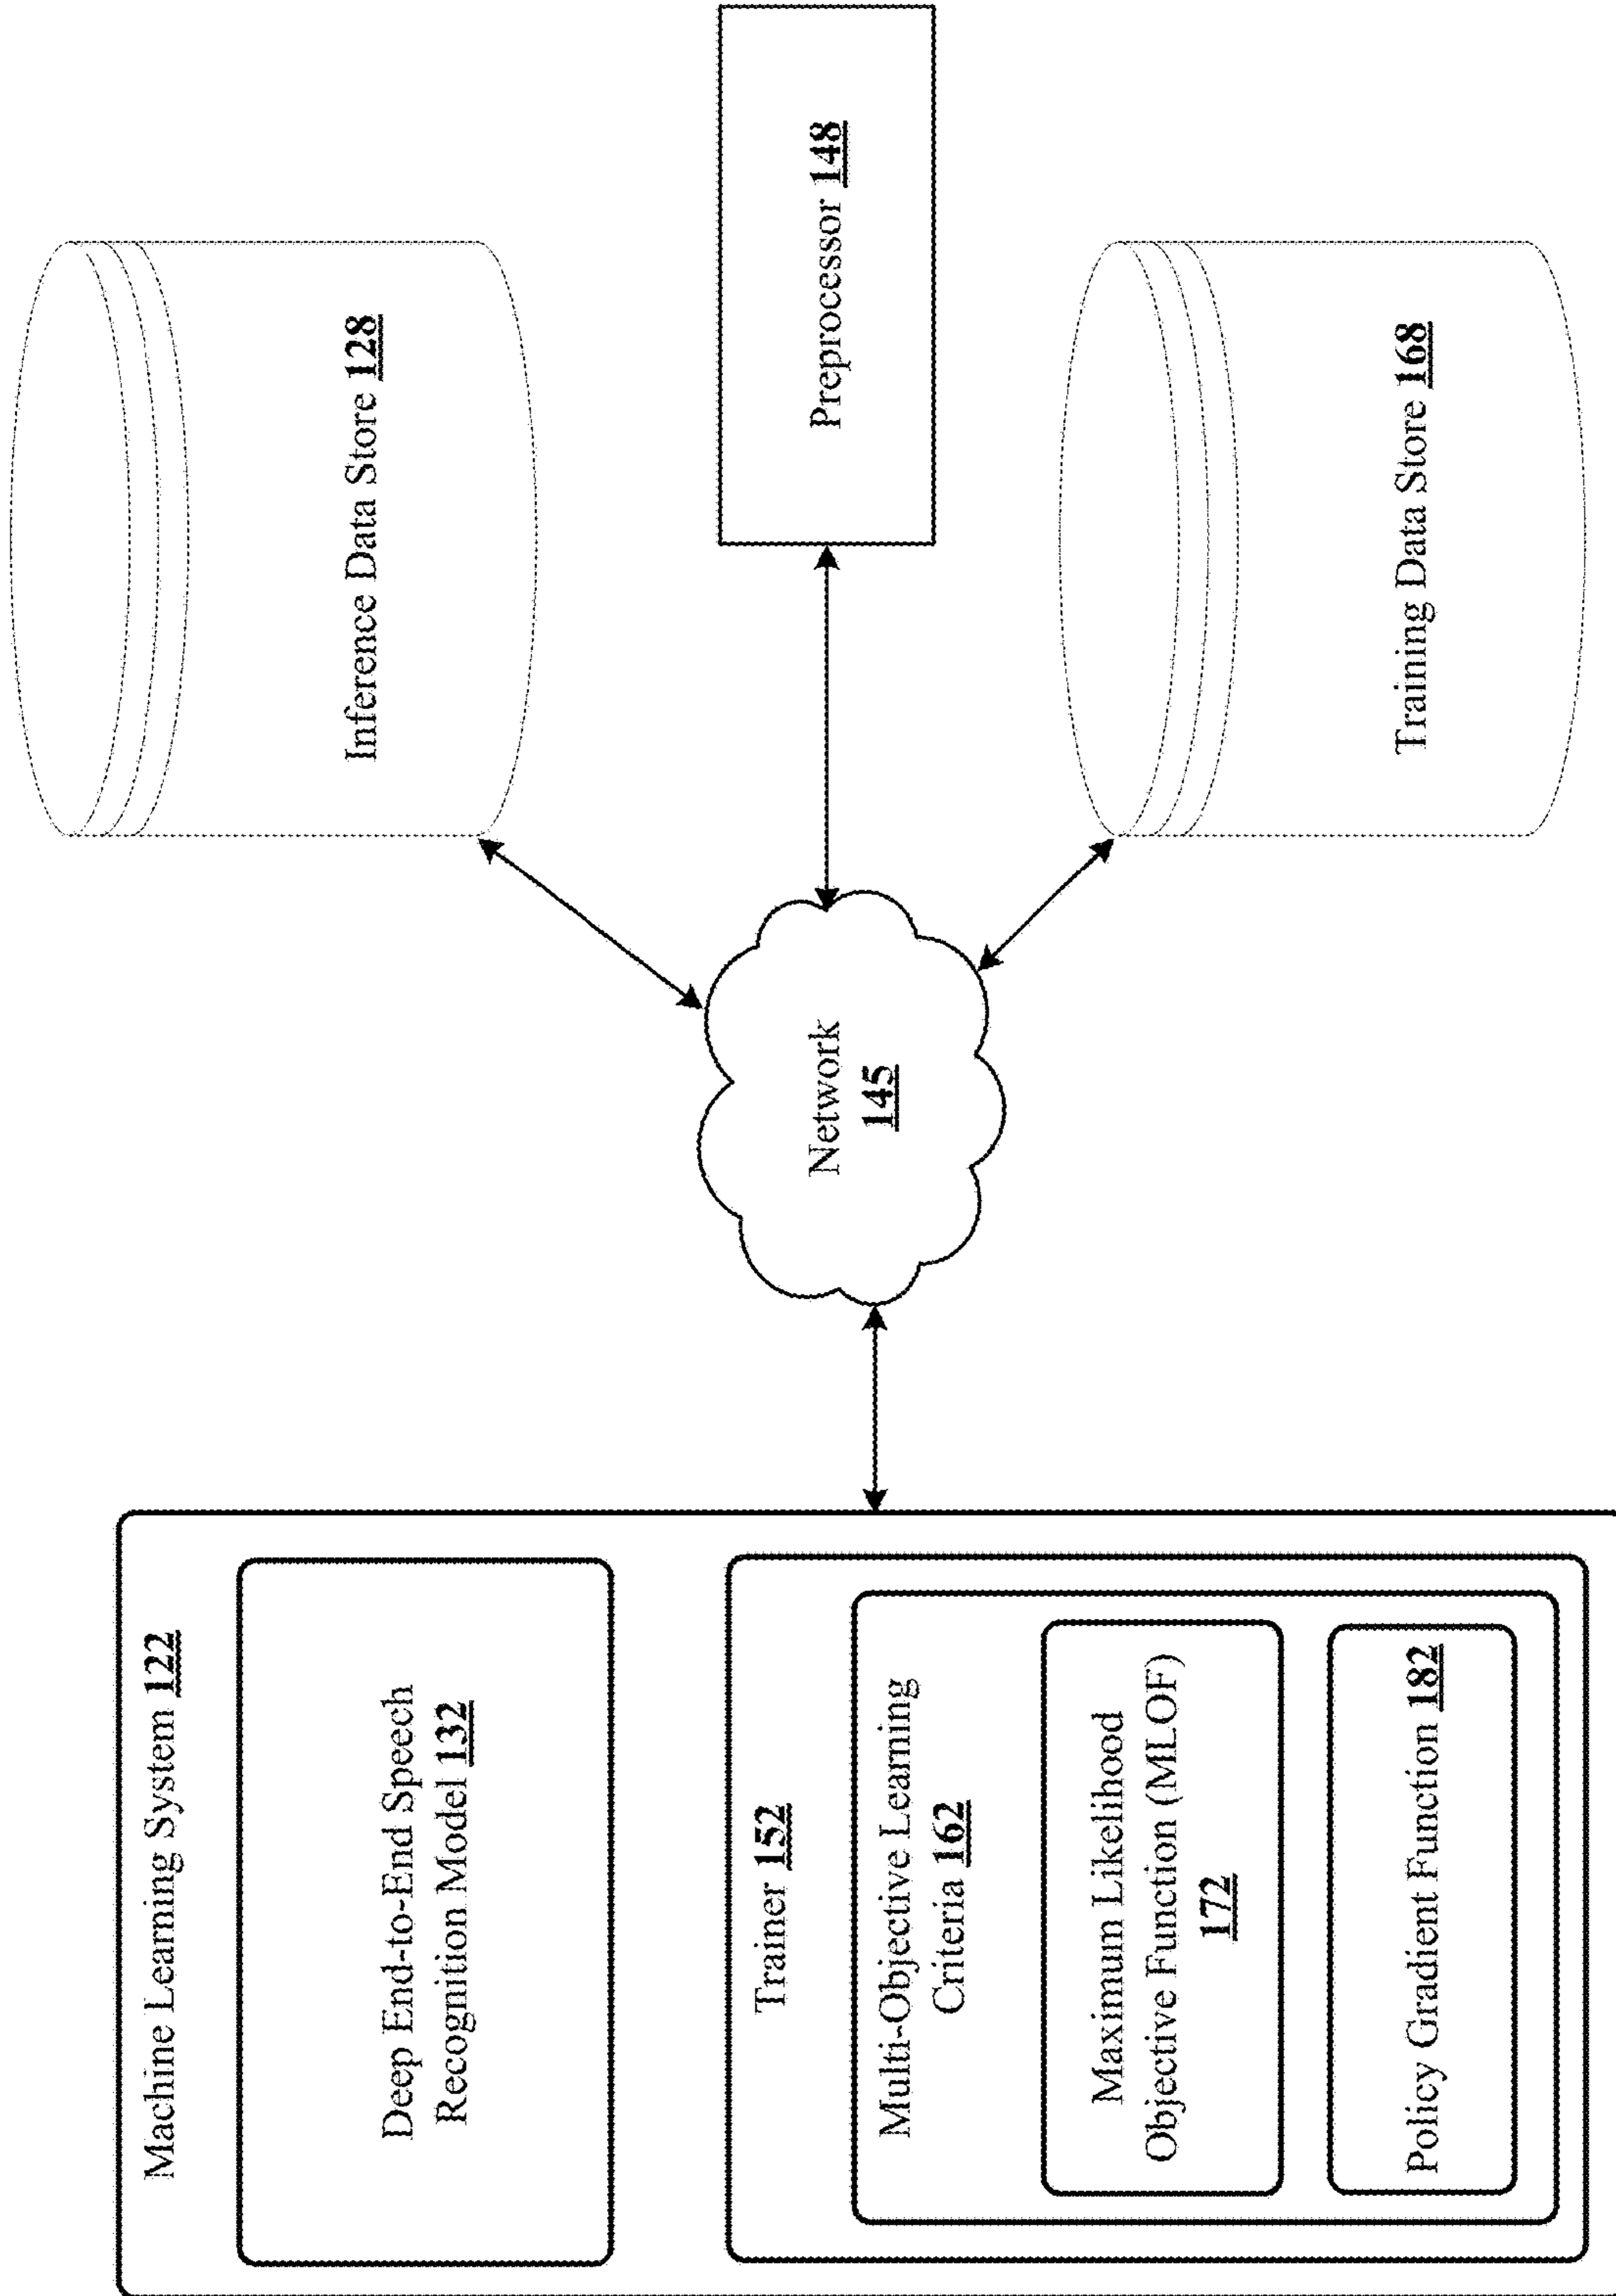 Machine Learning System 122
Deep End-to-End Speech
Recognition Model 132
Trainer 152
Multi-Objective Learning
Criteria 162
Maximum Likelihood
Objective Function (MLOF)
172
Policy Gradient Function 182
Network
145
Inference Data Store 128
Preprocessor 148
Training Data Store 168